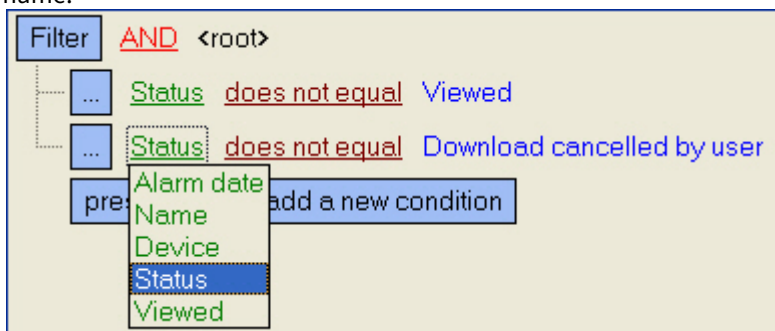 name.
Filter AND <root>
... Status does not equal Viewed
... Status does not equal Download cancelled by user
pres add a new condition
Alarm date
Name
Device
Status
Viewed